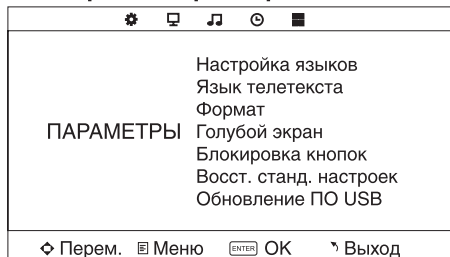 Настройка языков
Язык телетекста
Формат
ПАРАМЕТРЫ Голубой экран
Блокировка кнопок
Восст. станд. настроек
Обновление ПО USB
Перем. Меню ENTER OK Выход